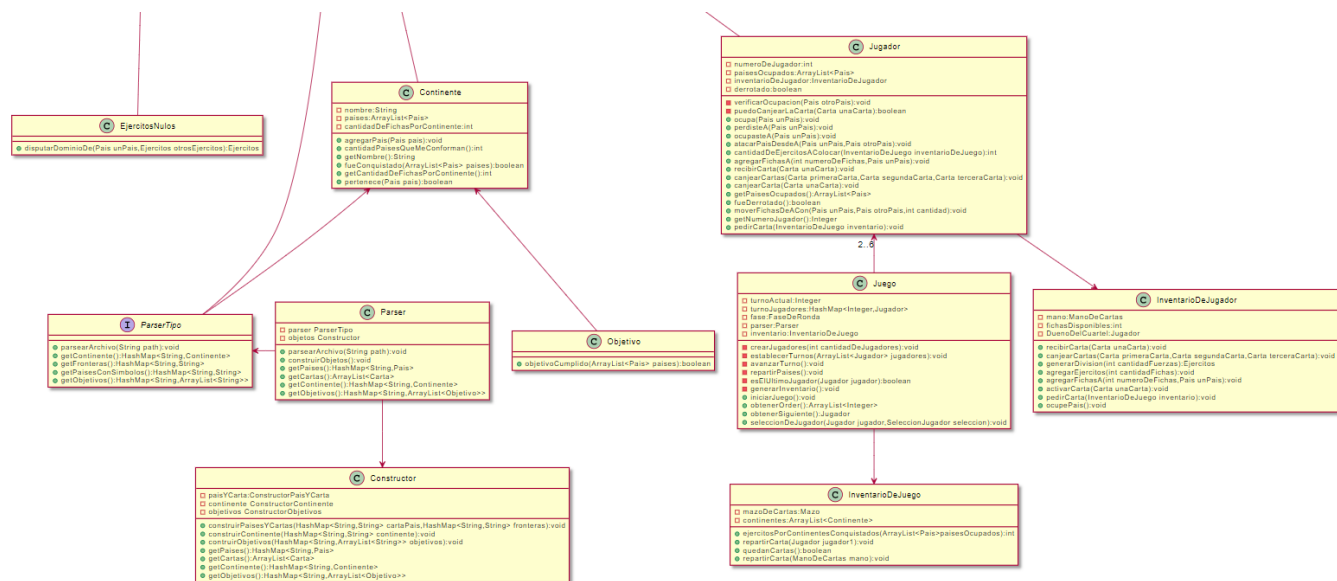 C Jugador
numeroDeJugador:int
paisesOcupados:ArrayList<Pais>
inventarioDeJugador:InventarioDeJugador
derrotado:boolean
verificarOcupacion(Pais otroPais):void
puedoCanjearLaCarta(Carta unaCarta):boolean
ocupa(Pais unPais):void
perdisteA(Pais unPais):void
ocupasteA(Pais unPais):void
atacarPaisDesdeA(Pais unPais,Pais otroPais):void
cantidadDeEjercitosAColocar(InventarioDeJuego inventarioDeJuego):int
agregarFichasA(int numeroDeFichas,Pais unPais):void
recibirCarta(Carta unaCarta):void
canjearCartas(Carta primeraCarta,Carta segundaCarta,Carta terceraCarta):void
canjearCarta(Carta unaCarta):void
getPaisesOcupados():ArrayList<Pais>
fueDerrotado():boolean
moverFichasDeACon(Pais unPais,Pais otroPais,int cantidad):void
getNumeroJugador():Integer
pedirCarta(InventarioDeJuego inventario):void
C Continente
nombre:String
paises:ArrayList<Pais>
cantidadDeFichasPorContinente:int
agregarPais(Pais pais):void
cantidadPaisesQueMeConforman():int
getNombre():String
fueConquistado(ArrayList<Pais> paises):boolean
getCantidadDeFichasPorContinente():int
pertenece(Pais pais):boolean
C EjercitosNulos
disputarDominioDe(Pais unPais,Ejercitos otrosEjercito):Ejercitos
2..6
C Juego
turnoActual:Integer
turnoJugadores:HashMap<Integer,Jugador>
fase:FaseDeRonda
parser:Parser
inventario:InventarioDeJuego
crearJugadores(int cantidadDeJugadores):void
establecerTurnos(ArrayList<Jugador> jugadores):void
avanzarTurno():void
repartirPaises():void
esElUltimoJugador(Jugador jugador):boolean
generarInventario():void
iniciarJuego():void
obtenerOrder():ArrayList<Integer>
obtenerSiguiente():Jugador
seleccionDeJugador(Jugador jugador,SeleccionJugador seleccion):void
C InventarioDeJugador
mano:ManoDeCartas
fichasDisponibles:int
DuenoDelCuartel:Jugador
recibirCarta(Carta unaCarta):void
canjearCartas(Carta primeraCarta,Carta segundaCarta,Carta terceraCarta):void
generarDivision(int cantidadFuerzas):Ejercitos
agregarEjercitos(int cantidadFichas):void
agregarFichasA(int numeroDeFichas,Pais unPais):void
activarCarta(Carta unaCarta):void
pedirCarta(InventarioDeJuego inventario):void
ocupePais():void
I ParserTipo
parsearArchivo(String path):void
getContinente():HashMap<String,Continente>
getFronteras():HashMap<String,String>
getPaisesConSimbolos():HashMap<String,String>
getObjetivos():HashMap<String,ArrayList<String>>
C Parser
parser ParserTipo
objetos Constructor
parsearArchivo(String path):void
construirObjetos():void
getPaises():HashMap<String,Pais>
getCartas():ArrayList<Carta>
getContinente():HashMap<String,Continente>
getObjetivos():HashMap<String,ArrayList<Objetivo>>
C Objetivo
objetivoCumplido(ArrayList<Pais> paises):boolean
C Constructor
paisYCarta:ConstructorPaisYCarta
continente ConstructorContinente
objetivos ConstructorObjetivos
construirPaisesYCartas(HashMap<String,String> cartaPais,HashMap<String,String> fronteras):void
construirContinente(HashMap<String,String> continente):void
contruirObjetivos(HashMap<String,ArrayList<String>> objetivos):void
getPaises():HashMap<String,Pais>
getCartas():ArrayList<Carta>
getContinente():HashMap<String,Continente>
getObjetivos():HashMap<String,ArrayList<Objetivo>>
C InventarioDeJuego
mazoDeCartas:Mazo
continentes:ArrayList<Continente>
ejercitosPorContinentesConquistados(ArrayList<Pais>paisesOcupados):int
repartirCarta(Jugador jugador1):void
quedanCartas():boolean
repartirCarta(ManoDeCartas mano):void